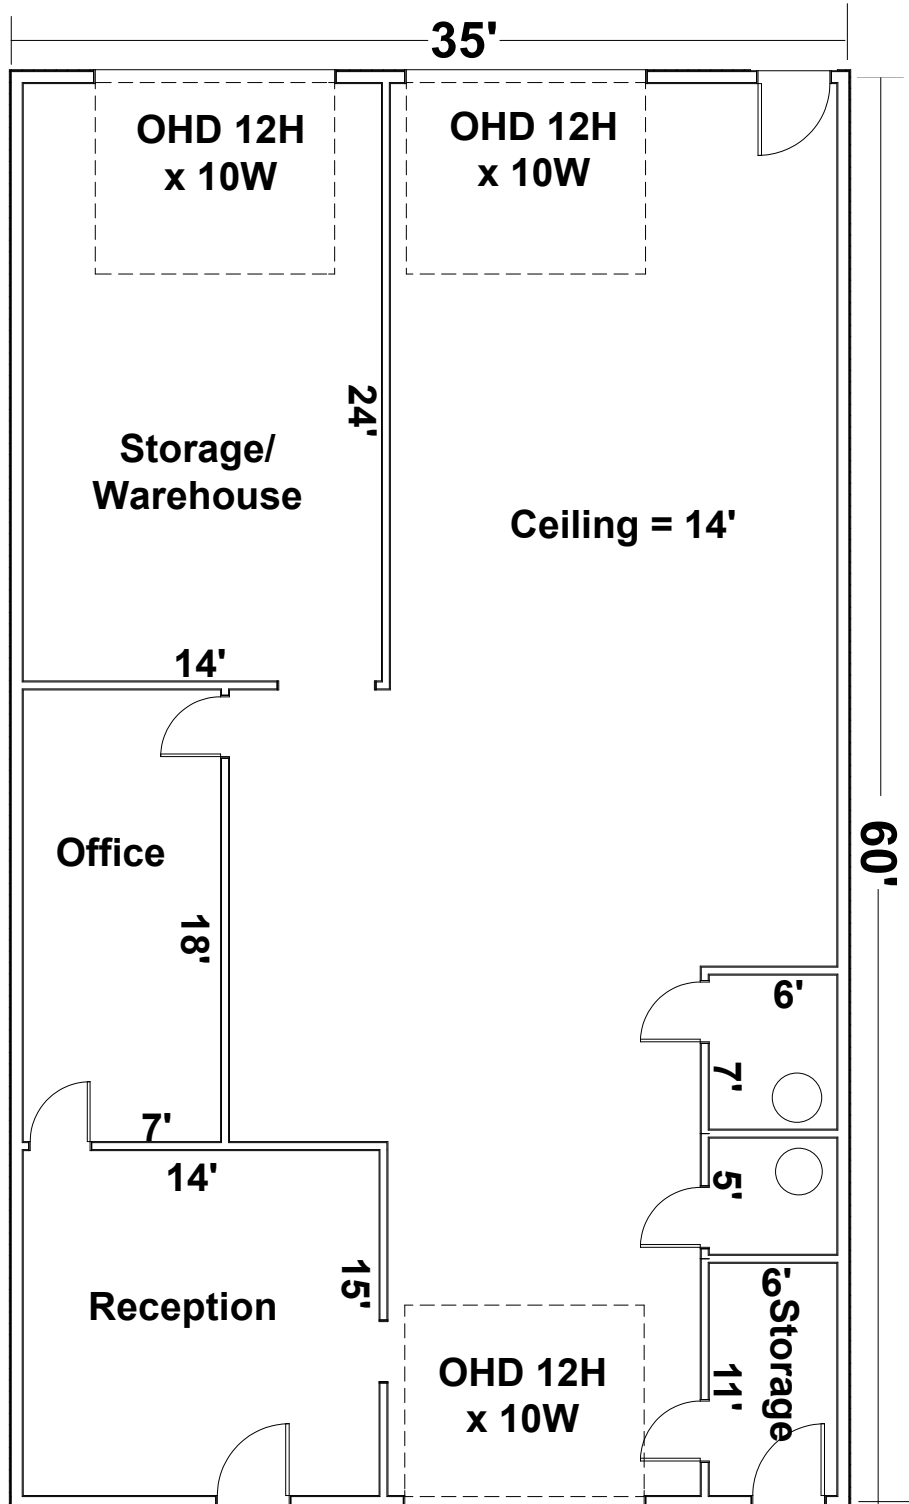 35'
OHD 12H
x 10W
OHD 12H
x 10W
24'
Storage/
Warehouse
Ceiling = 14'
14'
Office
60'
18'
6'
7'
7'
14'
5'
15'
Reception
6'
Storage
11'
OHD 12H
x 10W